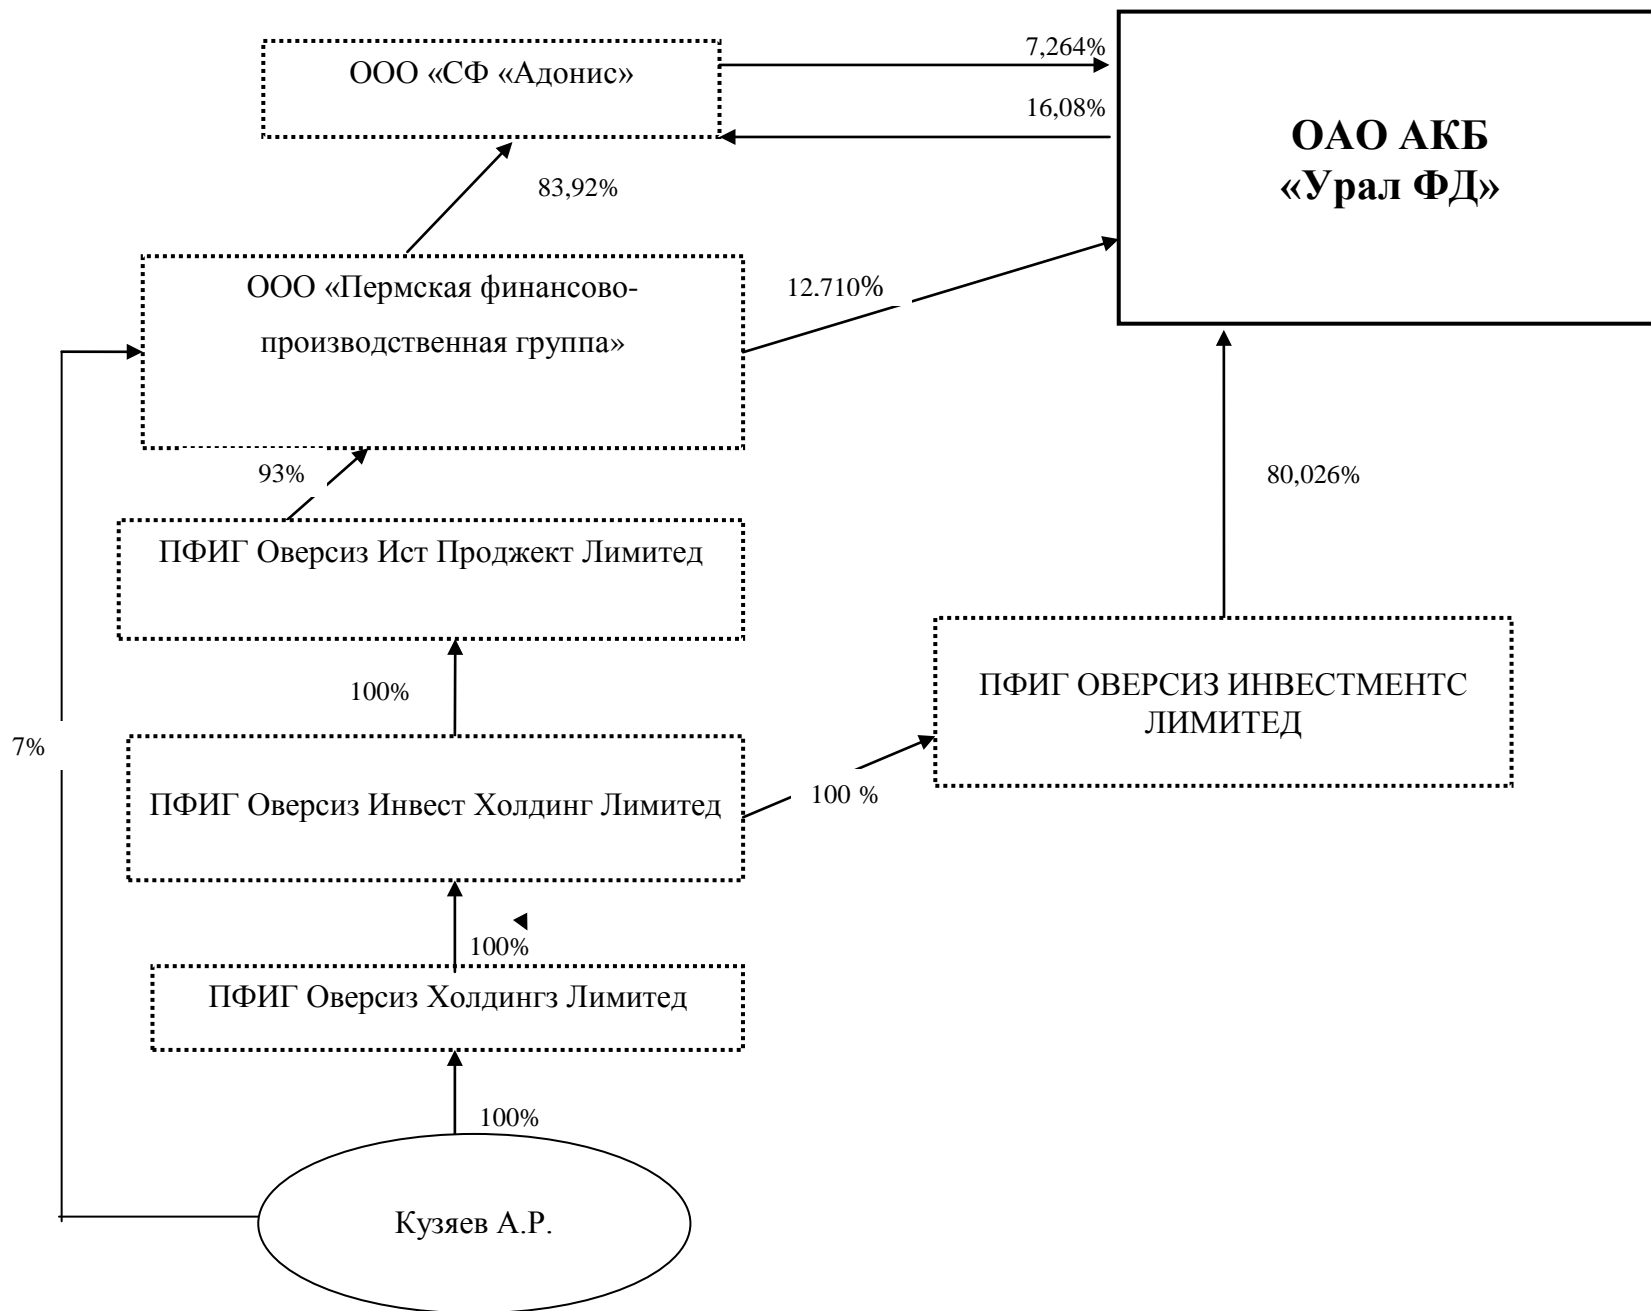 7,264%
ООО «СФ «Адонис»
16,08%
ОАО АКБ
«Урал ФД»
83,92%
ООО «Пермская финансово-
производственная группа»
12.710%
93%
80,026%
ПФИГ Оверсиз Ист Проджект Лимитед
100%
ПФИГ ОВЕРСИЗ ИНВЕСТМЕНТС
ЛИМИТЕД
7%
ПФИГ Оверсиз Инвест Холдинг Лимитед
100 %
100%
ПФИГ Оверсиз Холдингз Лимитед
100%
Кузяев А.Р.